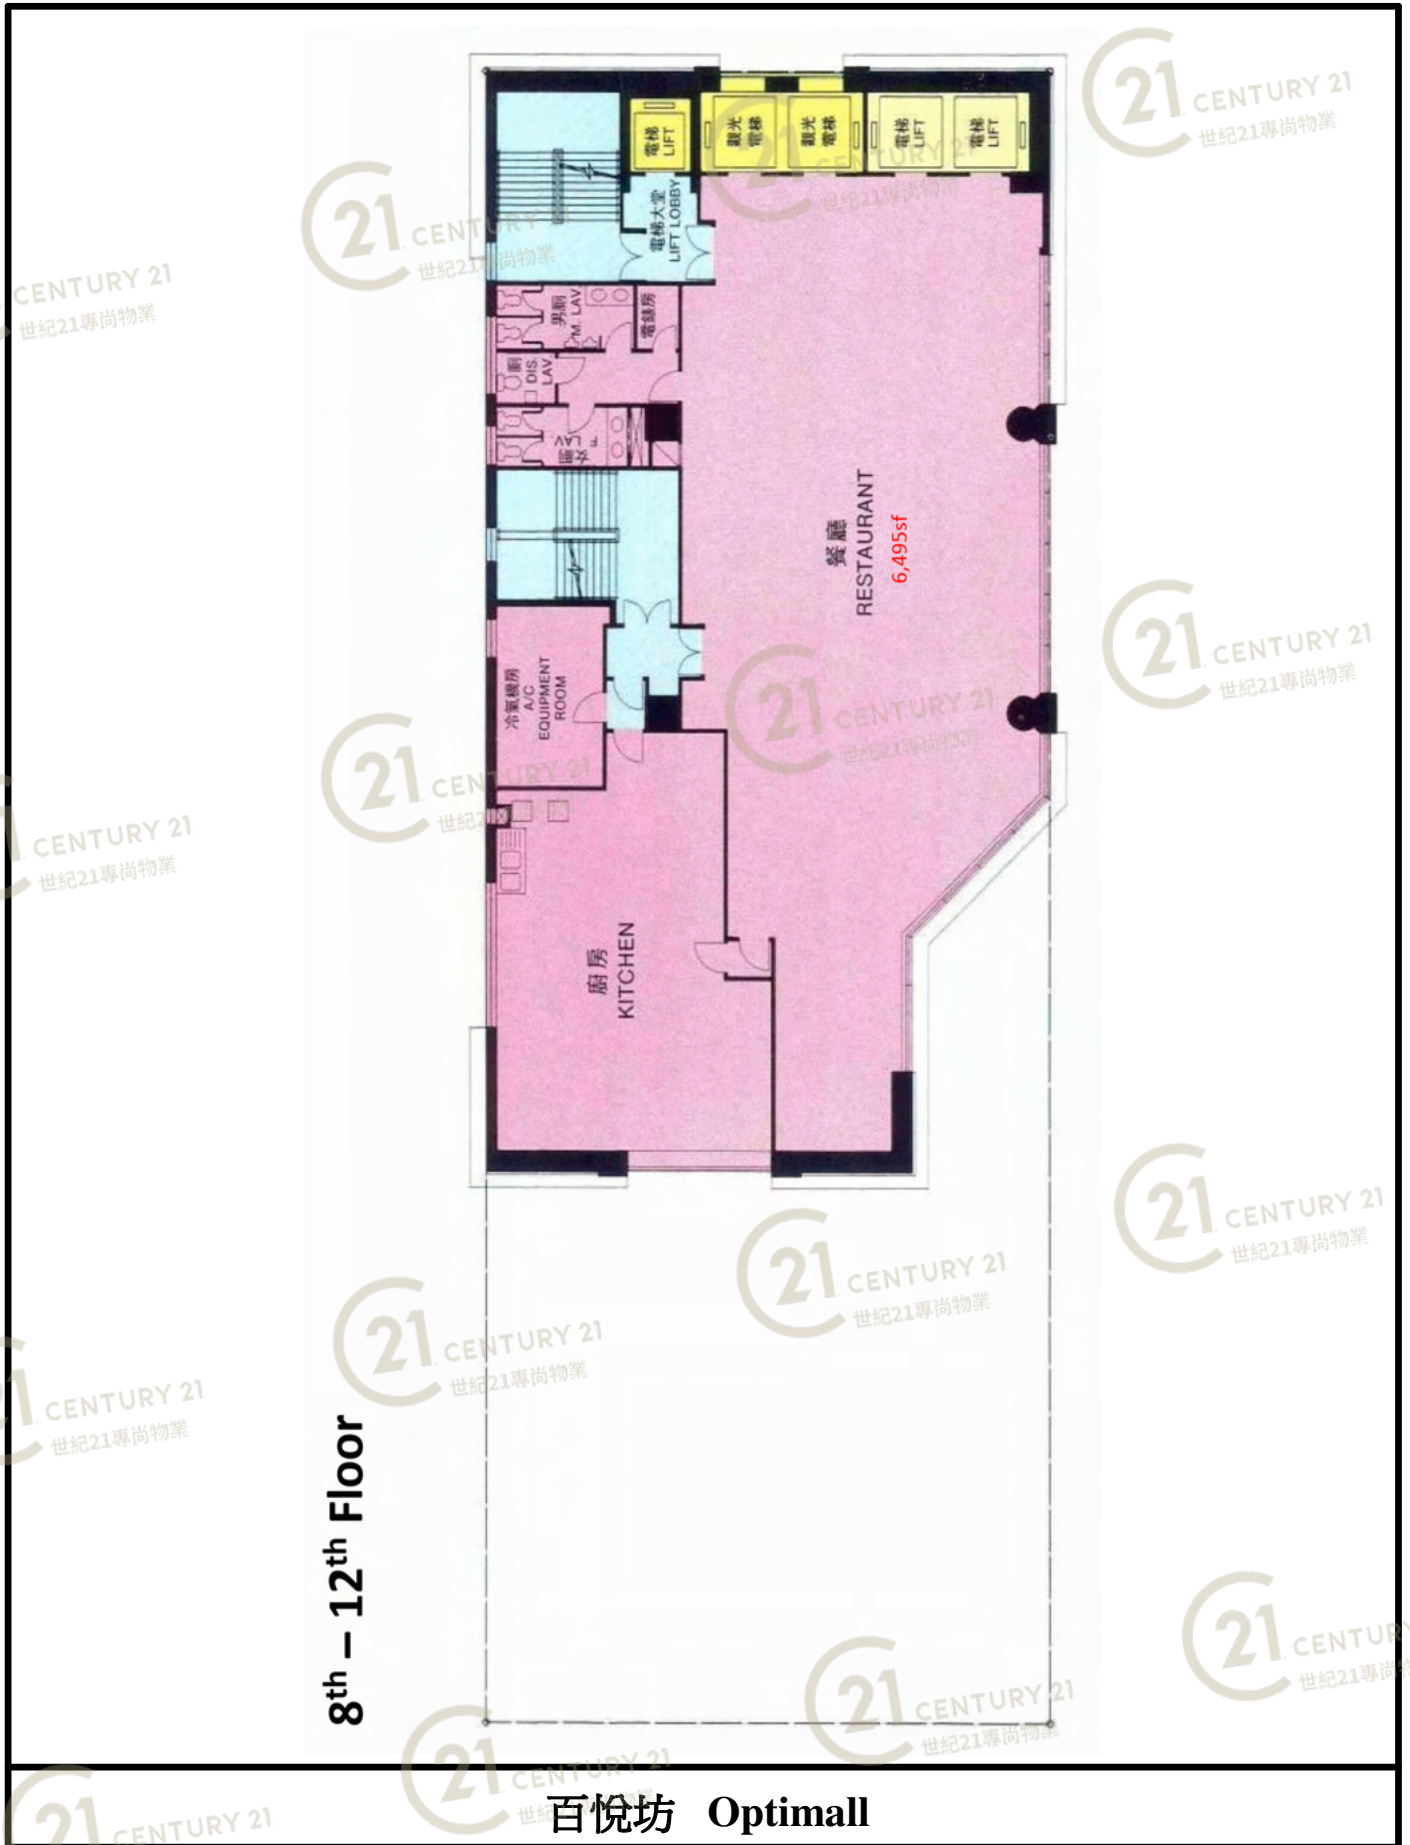 電梯
LIFT
觀光
電梯
觀光
電梯
電梯
LIFT
電梯
LIFT
電梯大堂
LIFT LOBBY
男廁
M. LAV.
電錶房
廁
DIS.
LAV.
女廁
F. LAV.
餐廳
RESTAURANT
6,495sf
冷氣機房
A/C
EQUIPMENT
ROOM
廚房
KITCHEN
8th – 12th Floor
百悅坊 Optimall
21 CENTURY 21
世紀21專尚物業